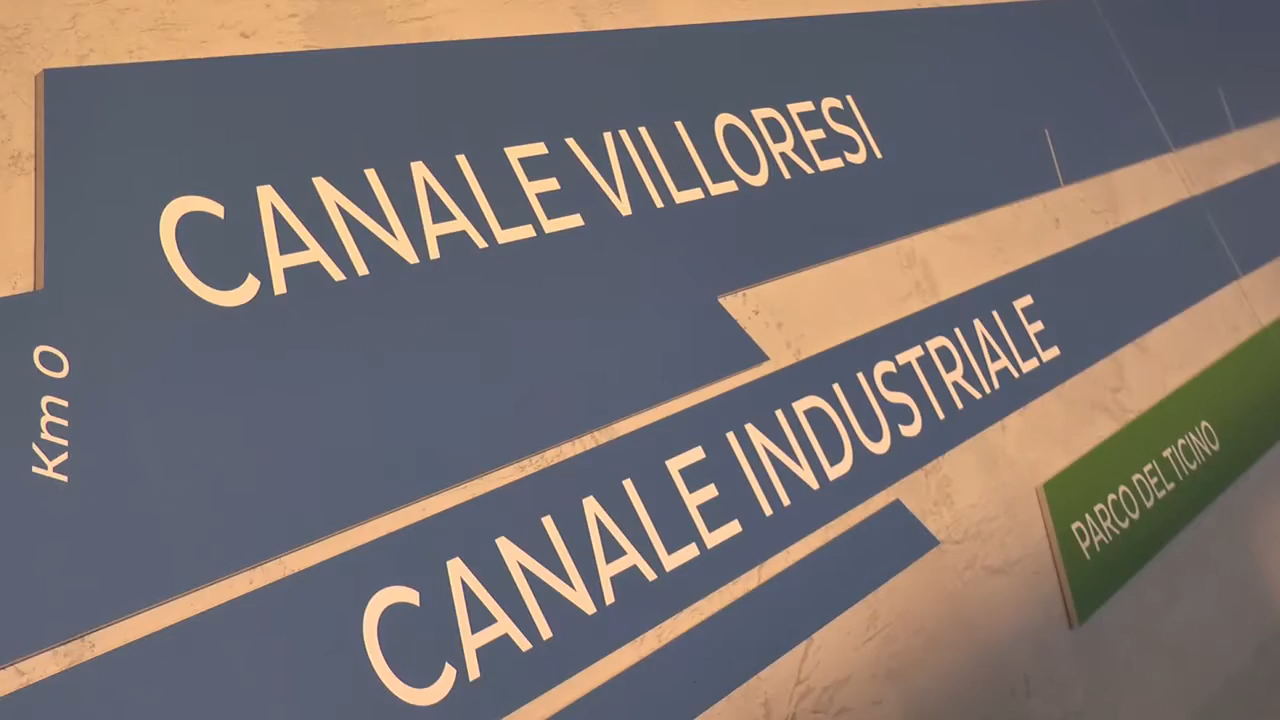 CANALE VILLORESI
Km 0
CANALE INDUSTRIALE
PARCO DEL TICINO